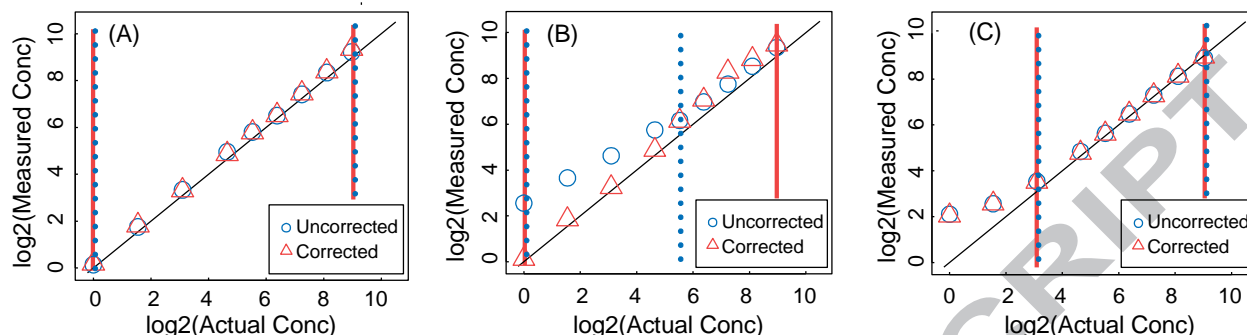 (A)
log2(Measured Conc)
10
8
6
4
2
0
Uncorrected
Corrected
0 2 4 6 8 10
log2(Actual Conc)
(B)
log2(Measured Conc)
10
8
6
4
2
0
Uncorrected
Corrected
0 2 4 6 8 10
log2(Actual Conc)
(C)
log2(Measured Conc)
10
8
6
4
2
0
Uncorrected
Corrected
0 2 4 6 8 10
log2(Actual Conc)
CRIPT